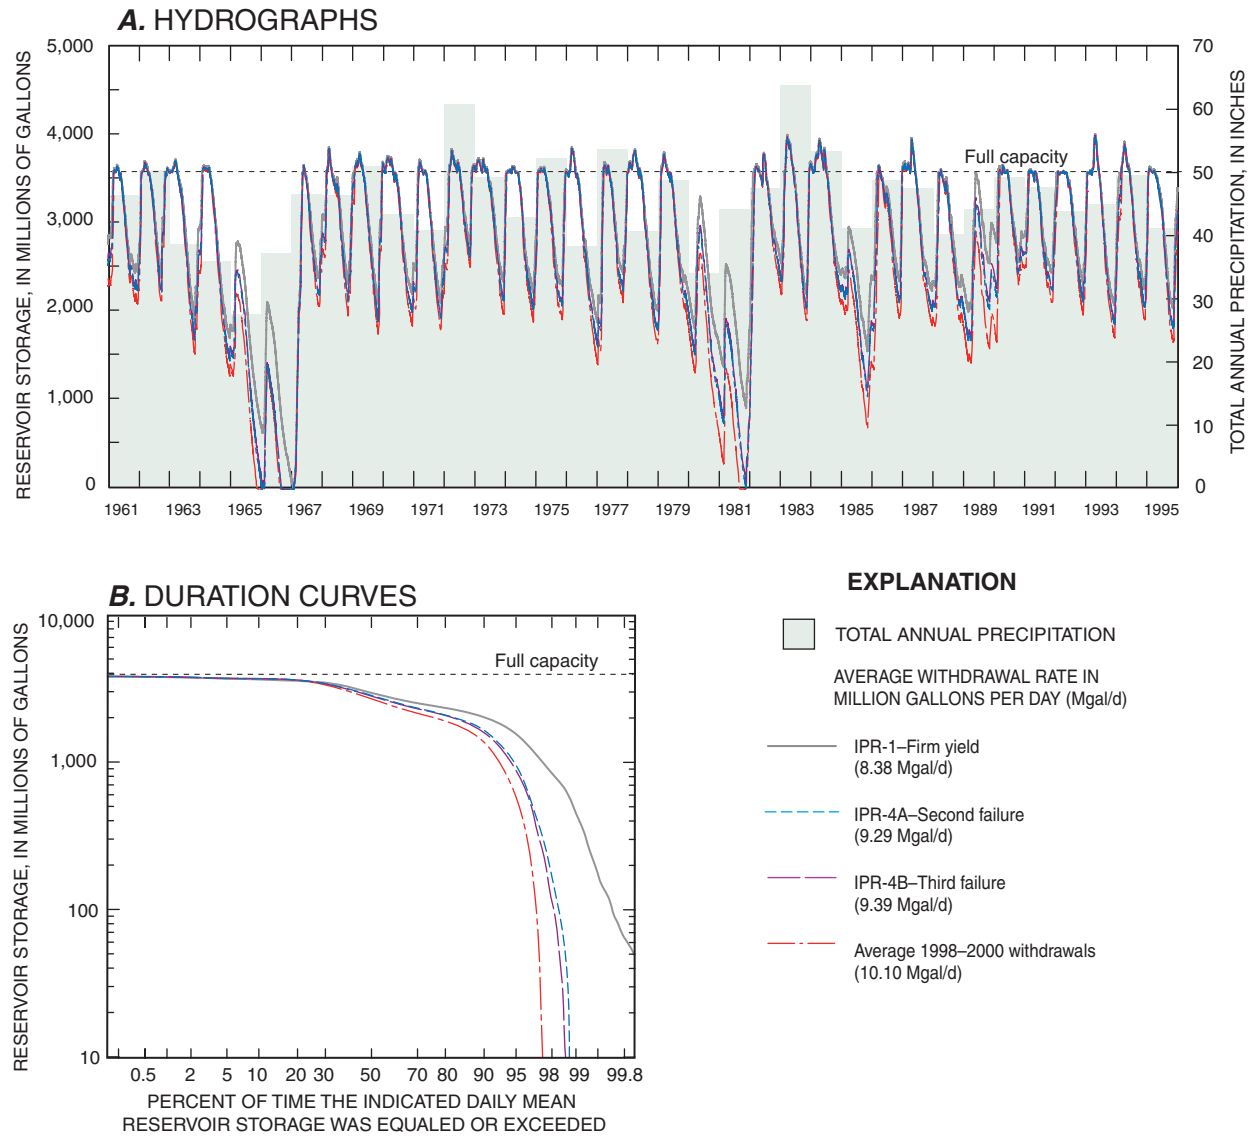 A. HYDROGRAPHS
RESERVOIR STORAGE, IN MILLIONS OF GALLONS
5,000
4,000
3,000
2,000
1,000
0
Full capacity
70
60
50
40
30
20
10
0
TOTAL ANNUAL PRECIPITATION, IN INCHES
1961 1963 1965 1967 1969 1971 1973 1975 1977 1979 1981 1983 1985 1987 1989 1991 1993 1995
B. DURATION CURVES
RESERVOIR STORAGE, IN MILLIONS OF GALLONS
10,000
1,000
100
10
Full capacity
0.5 2 5 10 20 30 50 70 80 90 95 98 99 99.8
PERCENT OF TIME THE INDICATED DAILY MEAN
RESERVOIR STORAGE WAS EQUALED OR EXCEEDED
EXPLANATION
TOTAL ANNUAL PRECIPITATION
AVERAGE WITHDRAWAL RATE IN
MILLION GALLONS PER DAY (Mgal/d)
IPR-1–Firm yield
(8.38 Mgal/d)
IPR-4A–Second failure
(9.29 Mgal/d)
IPR-4B–Third failure
(9.39 Mgal/d)
Average 1998–2000 withdrawals
(10.10 Mgal/d)